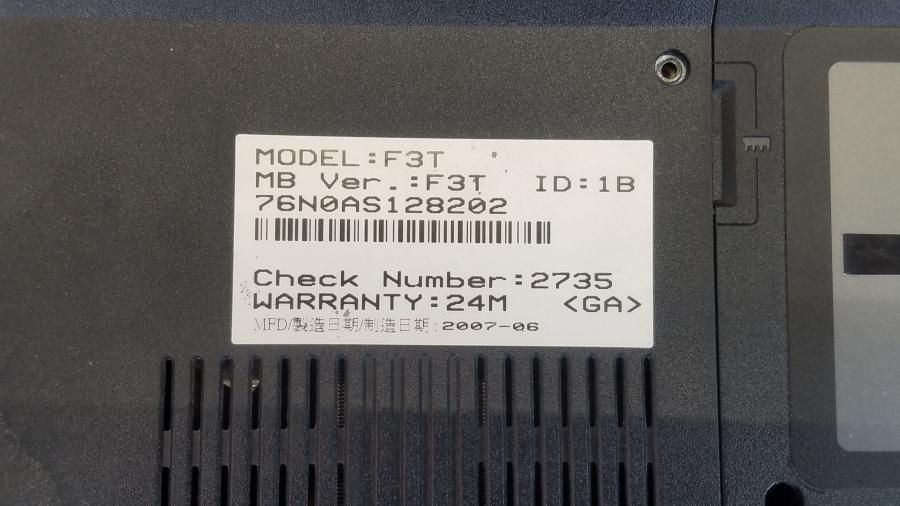 MODEL:F3T
MB Ver.:F3T ID:1B
76N0AS128202
Check Number:2735
WARRANTY:24M <GA>
MFD/製造日期/制造日期:2007-06